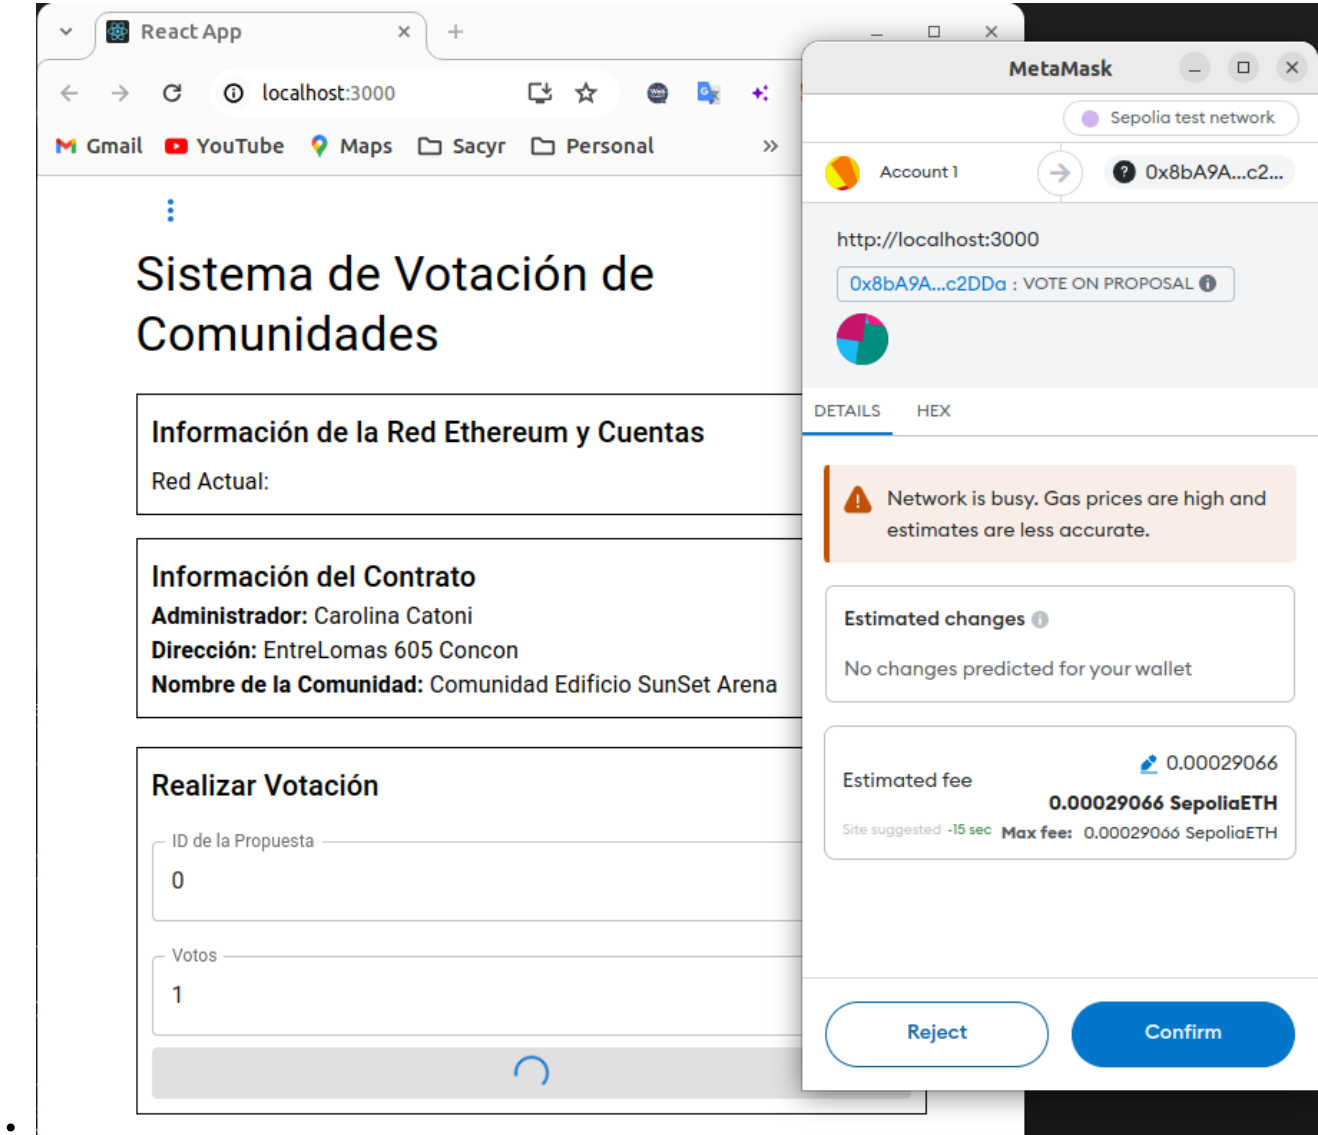 React App
localhost:3000
Gmail YouTube Maps Sacyr Personal »
Sistema de Votación de
Comunidades
Información de la Red Ethereum y Cuentas
Red Actual:
Información del Contrato
Administrador: Carolina Catoni
Dirección: EntreLomas 605 Concon
Nombre de la Comunidad: Comunidad Edificio SunSet Arena
Realizar Votación
ID de la Propuesta
0
Votos
1
MetaMask
Sepolia test network
Account 1 0x8bA9A...c2...
http://localhost:3000
0x8bA9A...c2DDa : VOTE ON PROPOSAL
DETAILS HEX
Network is busy. Gas prices are high and
estimates are less accurate.
Estimated changes
No changes predicted for your wallet
0.00029066
Estimated fee
0.00029066 SepoliaETH
Site suggested ~15 sec Max fee: 0.00029066 SepoliaETH
Reject Confirm